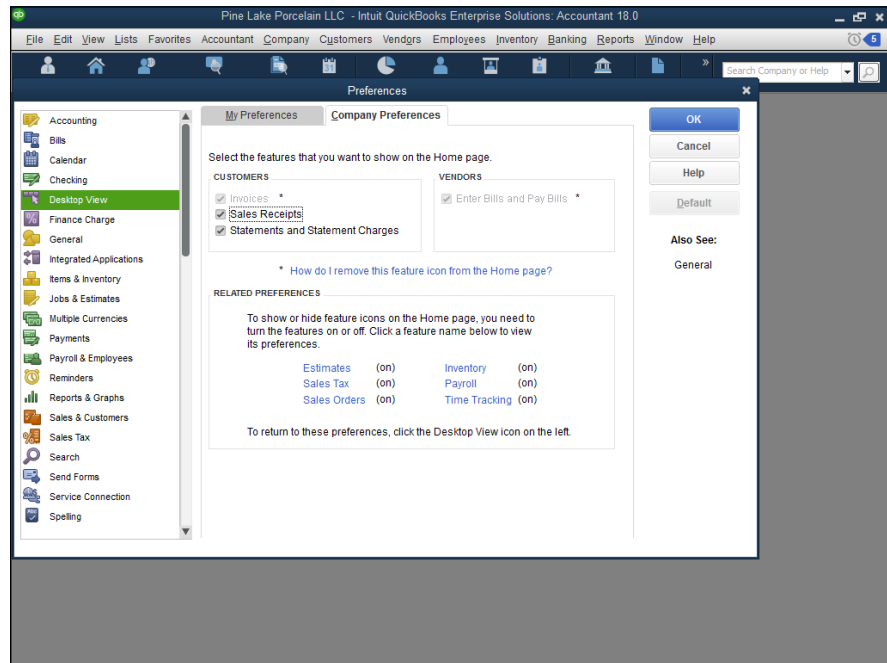 Pine Lake Porcelain LLC - Intuit QuickBooks Enterprise Solutions: Accountant 18.0
File Edit View Lists Favorites Accountant Company Customers Vendors Employees Inventory Banking Reports Window Help 5
Search Company or Help
Preferences
Accounting
Bills
Calendar
Checking
Desktop View
Finance Charge
General
Integrated Applications
Items & Inventory
Jobs & Estimates
Multiple Currencies
Payments
Payroll & Employees
Reminders
Reports & Graphs
Sales & Customers
Sales Tax
Search
Send Forms
Service Connection
Spelling
My Preferences Company Preferences
Select the features that you want to show on the Home page.
CUSTOMERS
Invoices *
Sales Receipts
Statements and Statement Charges
VENDORS
Enter Bills and Pay Bills *
* How do I remove this feature icon from the Home page?
RELATED PREFERENCES
To show or hide feature icons on the Home page, you need to
turn the features on or off. Click a feature name below to view
its preferences.
Estimates (on) Inventory (on)
Sales Tax (on) Payroll (on)
Sales Orders (on) Time Tracking (on)
To return to these preferences, click the Desktop View icon on the left.
OK
Cancel
Help
Default
Also See:
General